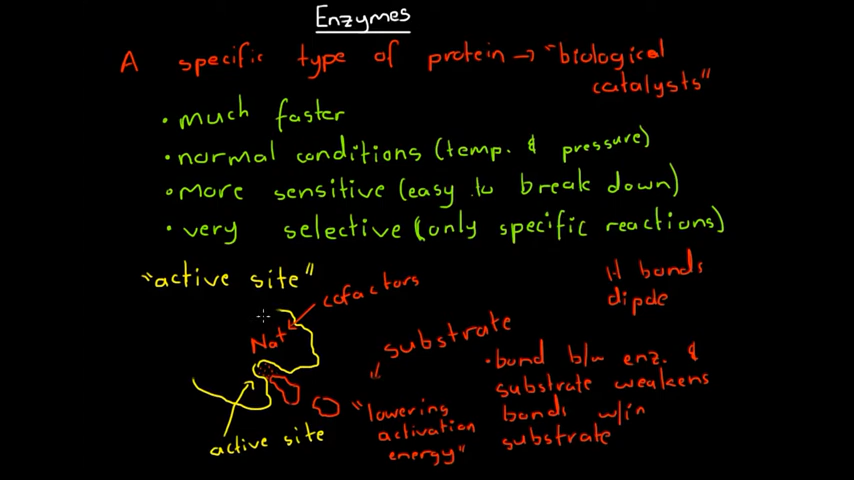 Enzymes
A specific type of protein → "biological
catalysts"
• much faster
• normal conditions (temp. & pressure)
• more sensitive (easy to break down)
• very selective (only specific reactions)
"active site"
cofactors
Na+
H bonds
dipole
substrate
• bond b/w enz. &
substrate weakens
bonds w/in
substrate
"lowering
activation
energy"
active site